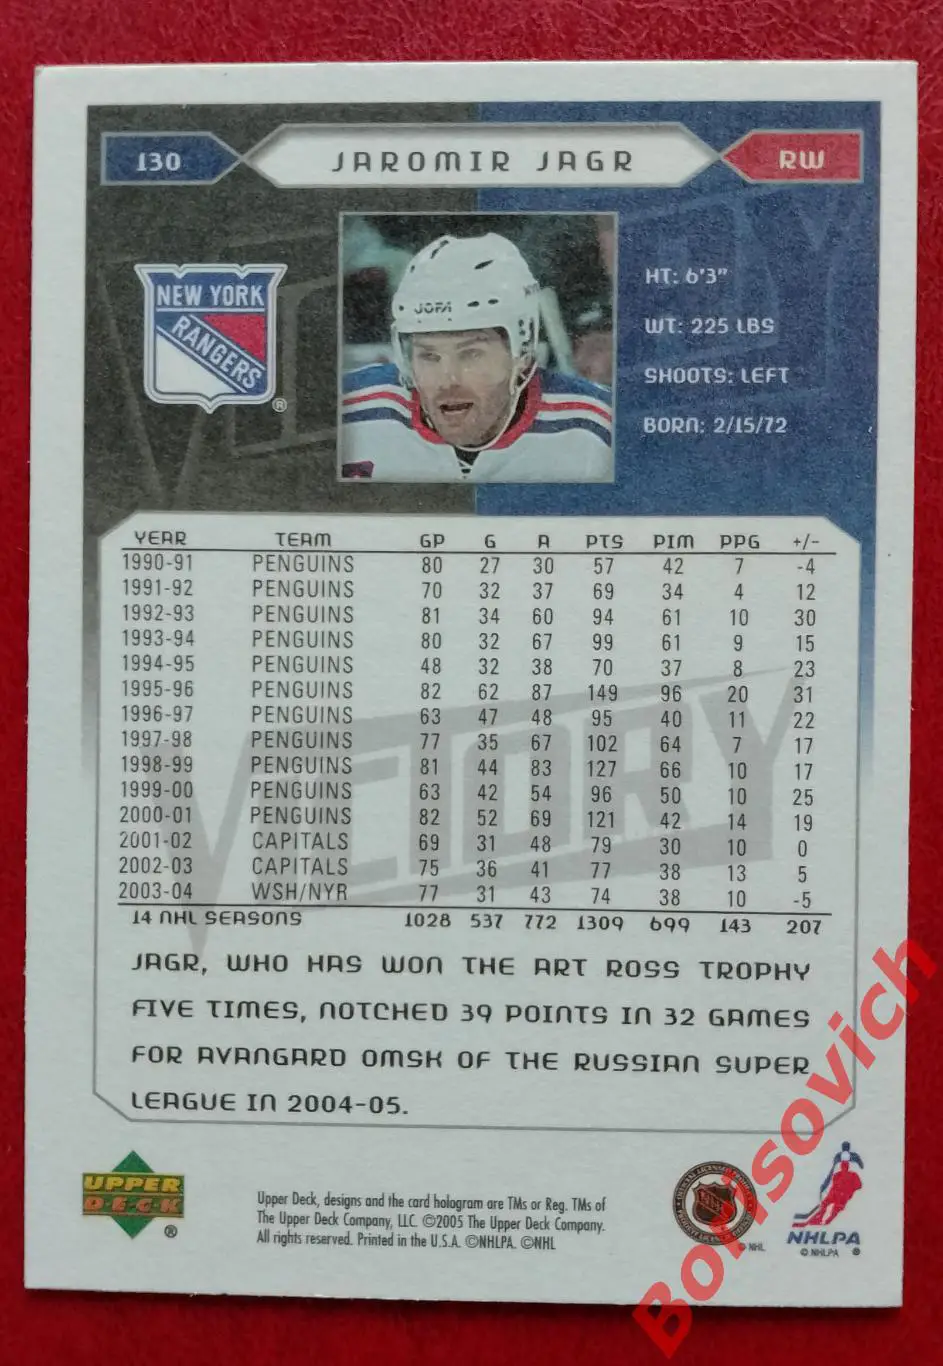 130 JAROMIR JAGR RW
JOFA
NEW YORK
RANGERS
®
HT: 6'3"
WT: 225 LBS
SHOOTS: LEFT
BORN: 2/15/72
VICTORY
YEAR TEAM GP G A PTS PIM PPG +/-
1990-91 PENGUINS 80 27 30 57 42 7 -4
1991-92 PENGUINS 70 32 37 69 34 4 12
1992-93 PENGUINS 81 34 60 94 61 10 30
1993-94 PENGUINS 80 32 67 99 61 9 15
1994-95 PENGUINS 48 32 38 70 37 8 23
1995-96 PENGUINS 82 62 87 149 96 20 31
1996-97 PENGUINS 63 47 48 95 40 11 22
1997-98 PENGUINS 77 35 67 102 64 7 17
1998-99 PENGUINS 81 44 83 127 66 10 17
1999-00 PENGUINS 63 42 54 96 50 10 25
2000-01 PENGUINS 82 52 69 121 42 14 19
2001-02 CAPITALS 69 31 48 79 30 10 0
2002-03 CAPITALS 75 36 41 77 38 13 5
2003-04 WSH/NYR 77 31 43 74 38 10 -5
14 NHL SEASONS 1028 537 772 1309 699 143 207
VICTORY
JAGR, WHO HAS WON THE ART ROSS TROPHY
FIVE TIMES, NOTCHED 39 POINTS IN 32 GAMES
FOR AVANGARD OMSK OF THE RUSSIAN SUPER
LEAGUE IN 2004-05.
UPPER
DECK
®
Upper Deck, designs and the card hologram are TMs or Reg. TMs of
The Upper Deck Company, LLC. ©2005 The Upper Deck Company.
All rights reserved. Printed in the U.S.A. ©NHLPA. ©NHL
NHL
© NHL
NHLPA
© NHLPA ®
Borisovich